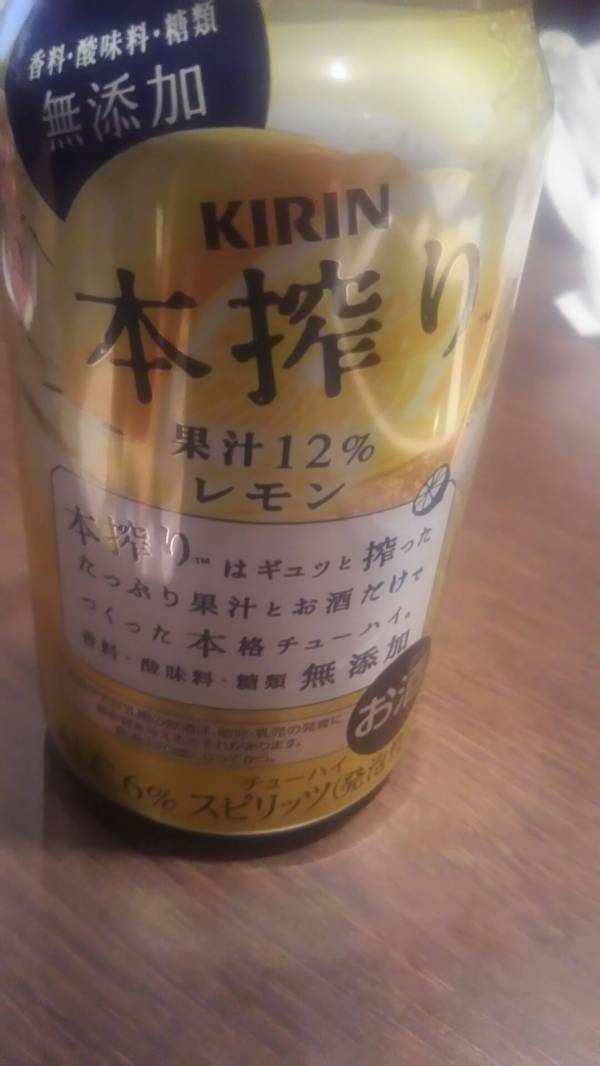 香料・酸味料・糖類
無添加
KIRIN
本搾り™
果汁12%
レモン
本搾り™はギュッと搾った
たっぷり果汁とお酒だけで
つくった本格チューハイ。
香料・酸味料・糖類 無添加
お酒
チューハイ
6% スピリッツ(発泡